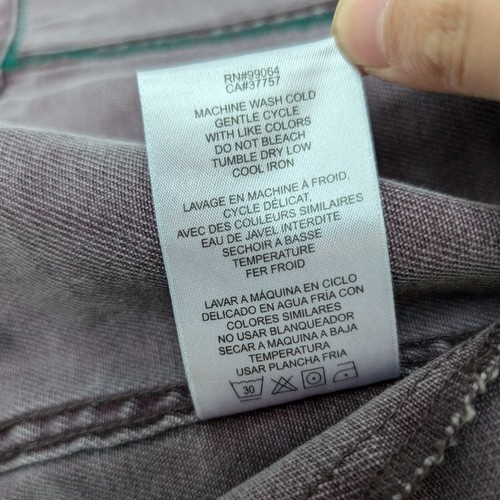 RN#99064
CA#37757
MACHINE WASH COLD
GENTLE CYCLE
WITH LIKE COLORS
DO NOT BLEACH
TUMBLE DRY LOW
COOL IRON
LAVAGE EN MACHINE À FROID.
CYCLE DÉLICAT.
AVEC DES COULEURS SIMILAIRES
EAU DE JAVEL INTERDITE
SECHOIR A BASSE
TEMPERATURE
FER FROID
LAVAR A MÁQUINA EN CICLO
DELICADO EN AGUA FRÍA CON
COLORES SIMILARES
NO USAR BLANQUEADOR
SECAR A MAQUINA A BAJA
TEMPERATURA
USAR PLANCHA FRIA
30